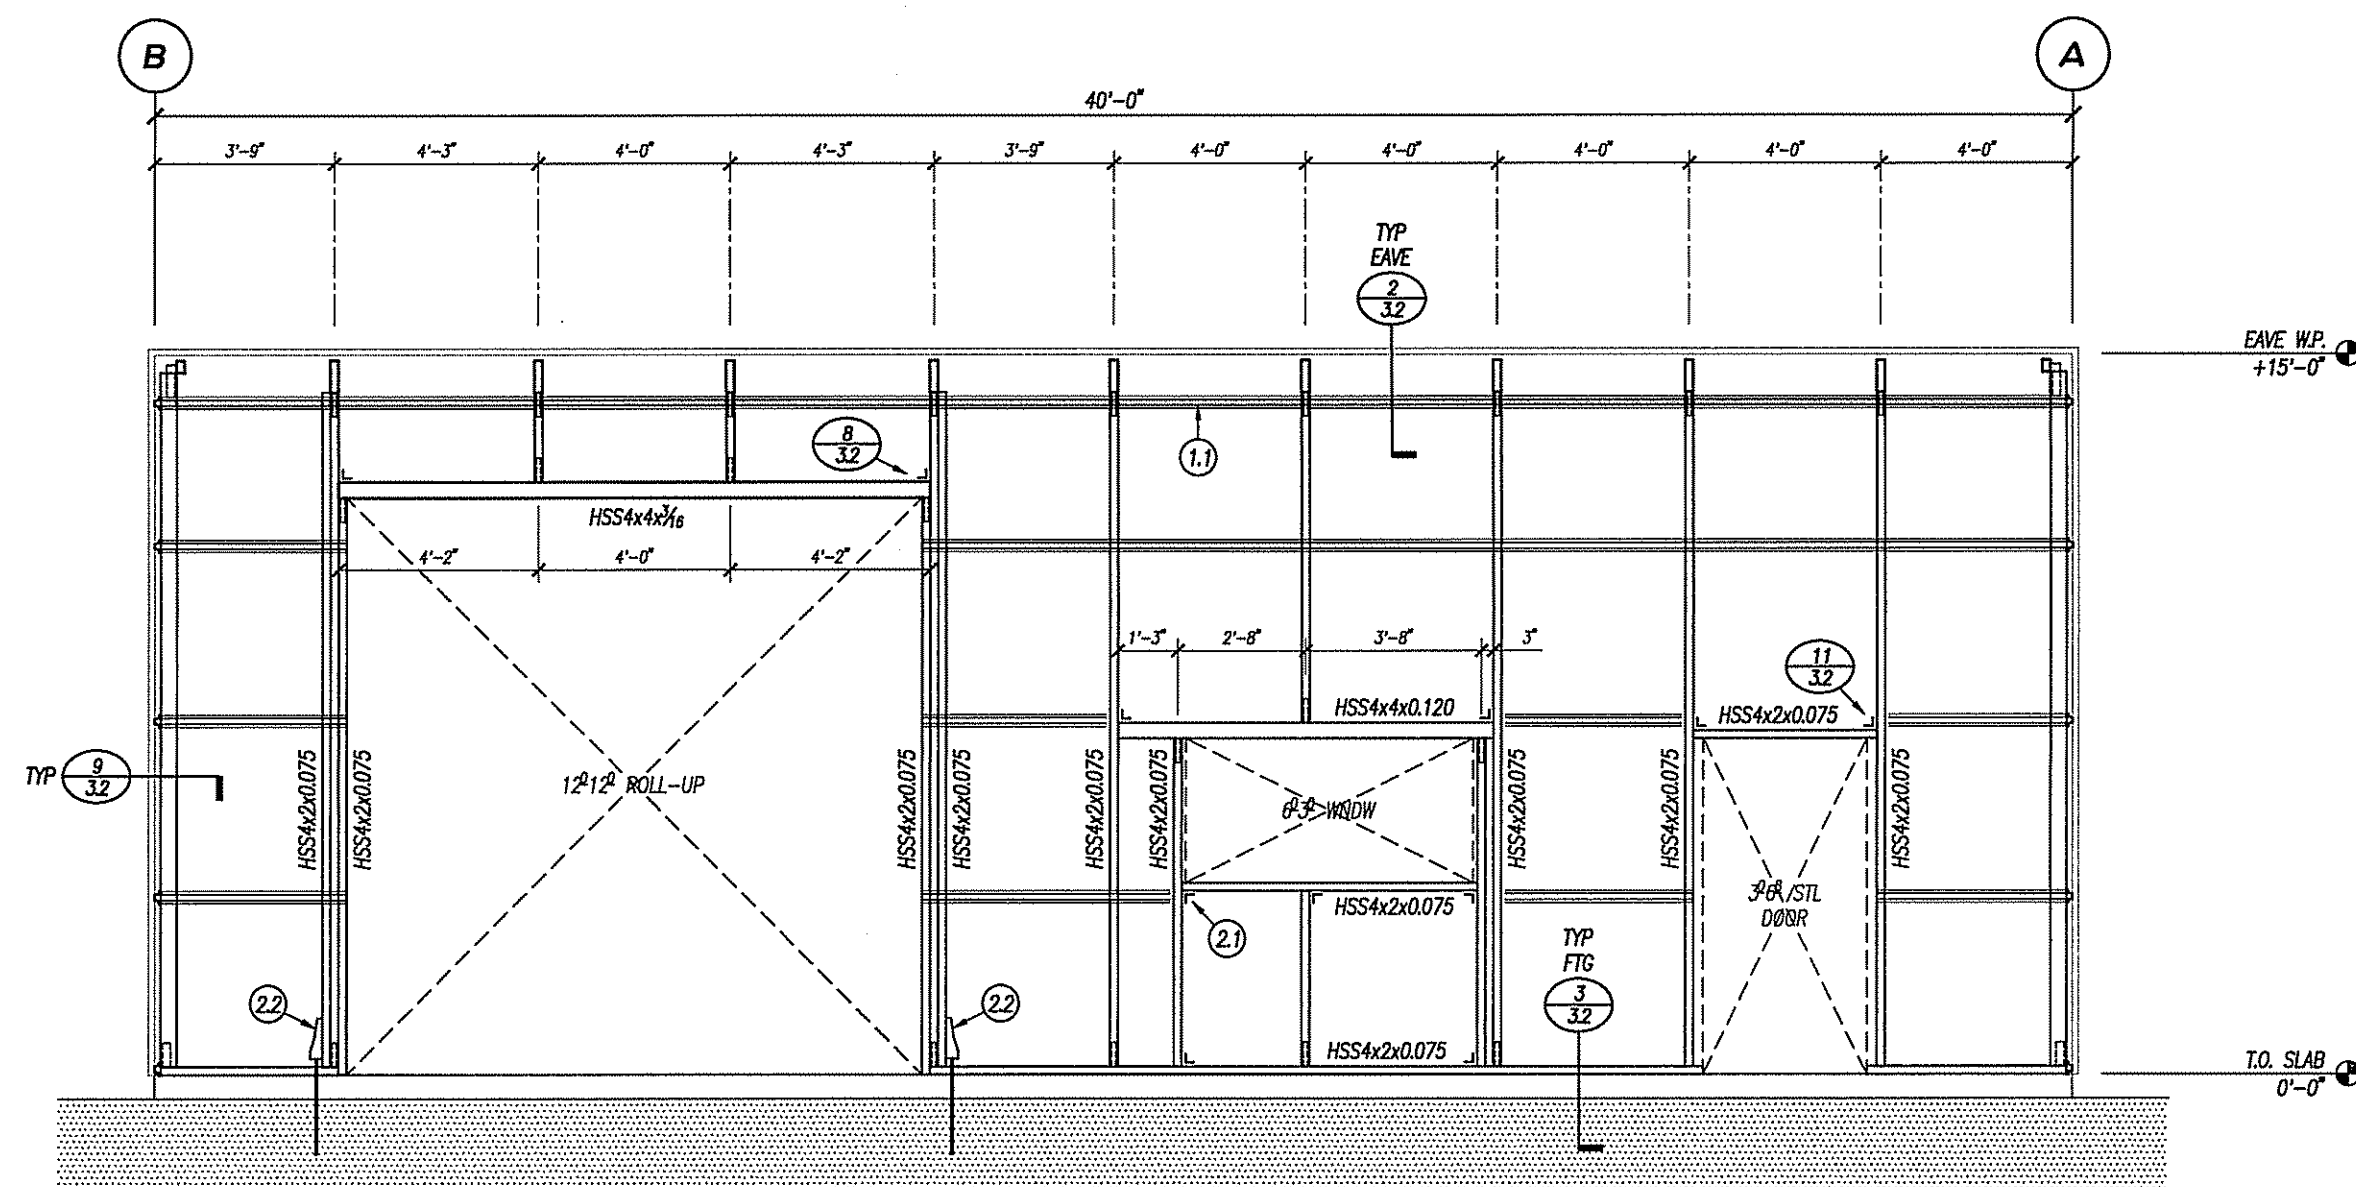 B
A
40'-0"
3'-9"
4'-3"
4'-0"
4'-3"
3'-9"
4'-0"
4'-0"
4'-0"
4'-0"
4'-0"
TYP
EAVE
2
3.2
EAVE W.P.
+15'-0"
8
3.2
1.1
HSS4x4x3/16
4'-2"
4'-0"
4'-2"
1'-3"
2'-8"
3'-8"
3"
11
3.2
HSS4x4x0.120
HSS4x2x0.075
TYP
9
3.2
HSS4x2x0.075
HSS4x2x0.075
12⁰12⁰ ROLL-UP
HSS4x2x0.075
HSS4x2x0.075
HSS4x2x0.075
HSS4x2x0.075
6⁰3⁰ WNDW
HSS4x2x0.075
HSS4x2x0.075
HSS4x2x0.075
/STL
DOOR
HSS4x2x0.075
2.1
TYP
FTG
3
3.2
2.2
2.2
HSS4x2x0.075
T.O. SLAB
0'-0"